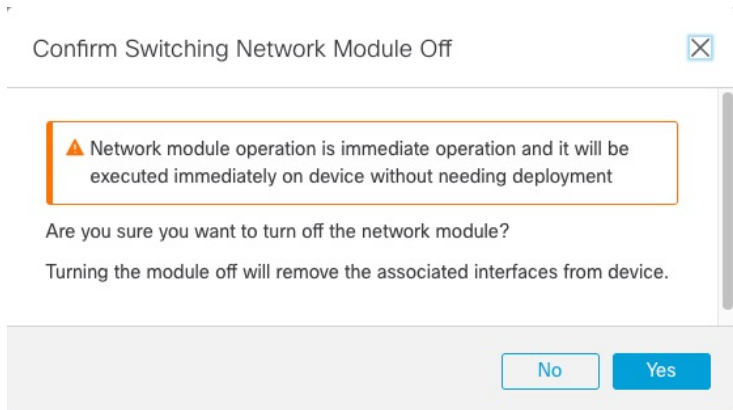 Confirm Switching Network Module Off
Network module operation is immediate operation and it will be
executed immediately on device without needing deployment
Are you sure you want to turn off the network module?
Turning the module off will remove the associated interfaces from device.
No
Yes